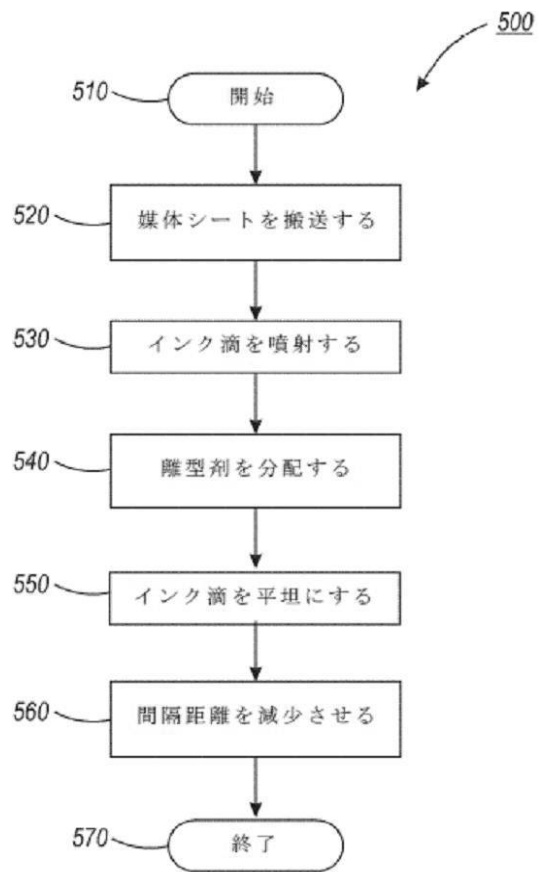 500
510
開始
520
媒体シートを搬送する
530
インク滴を噴射する
540
離型剤を分配する
550
インク滴を平坦にする
560
間隔距離を減少させる
570
終了